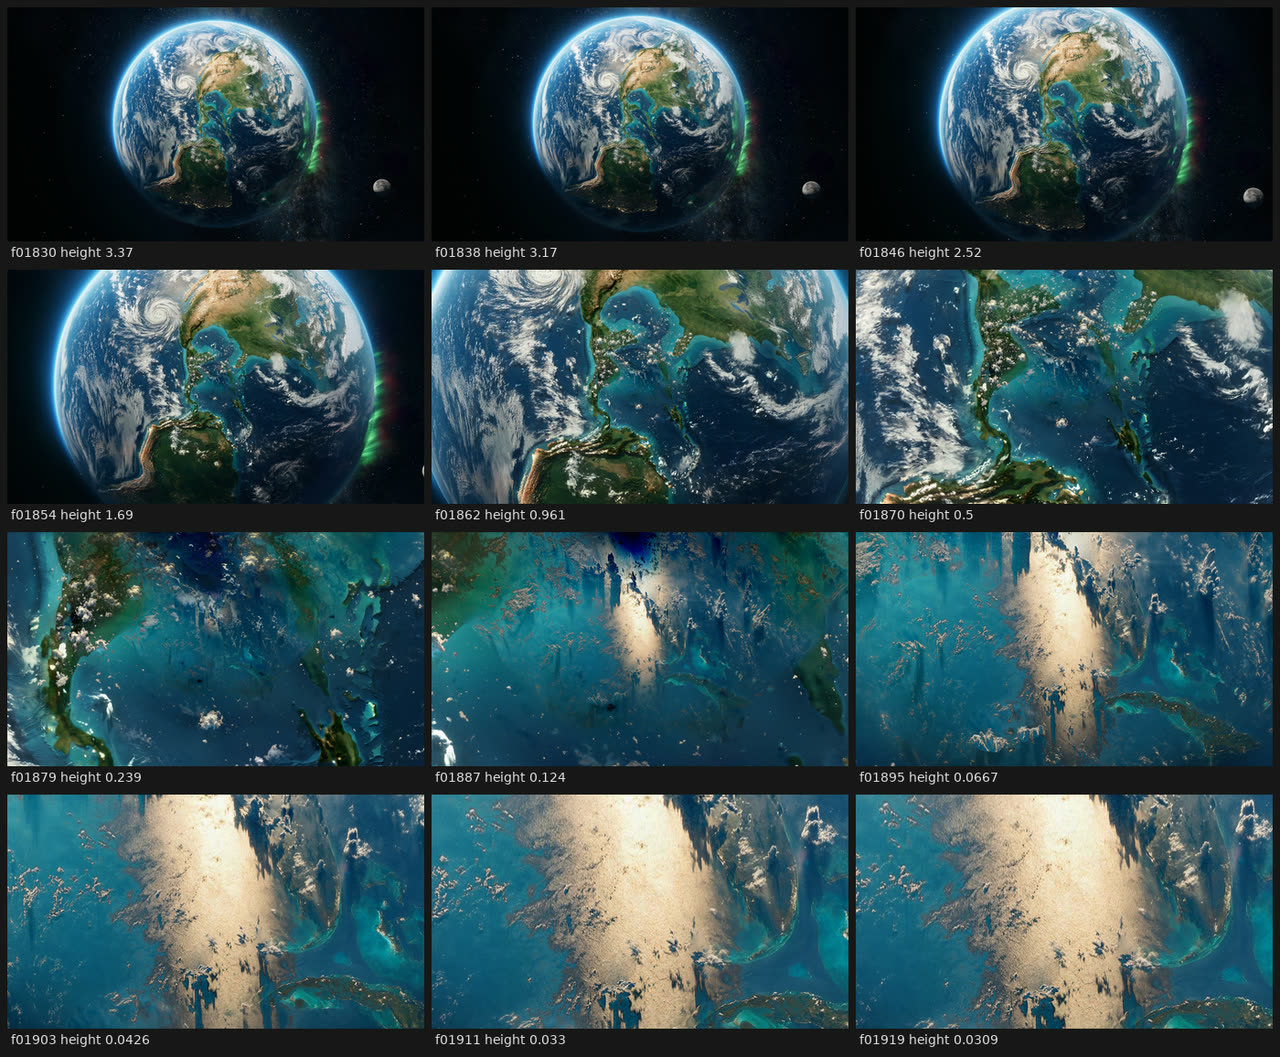 f01830 height 3.37
f01838 height 3.17
f01846 height 2.52
f01854 height 1.69
f01862 height 0.961
f01870 height 0.5
f01879 height 0.239
f01887 height 0.124
f01895 height 0.0667
f01903 height 0.0426
f01911 height 0.033
f01919 height 0.0309